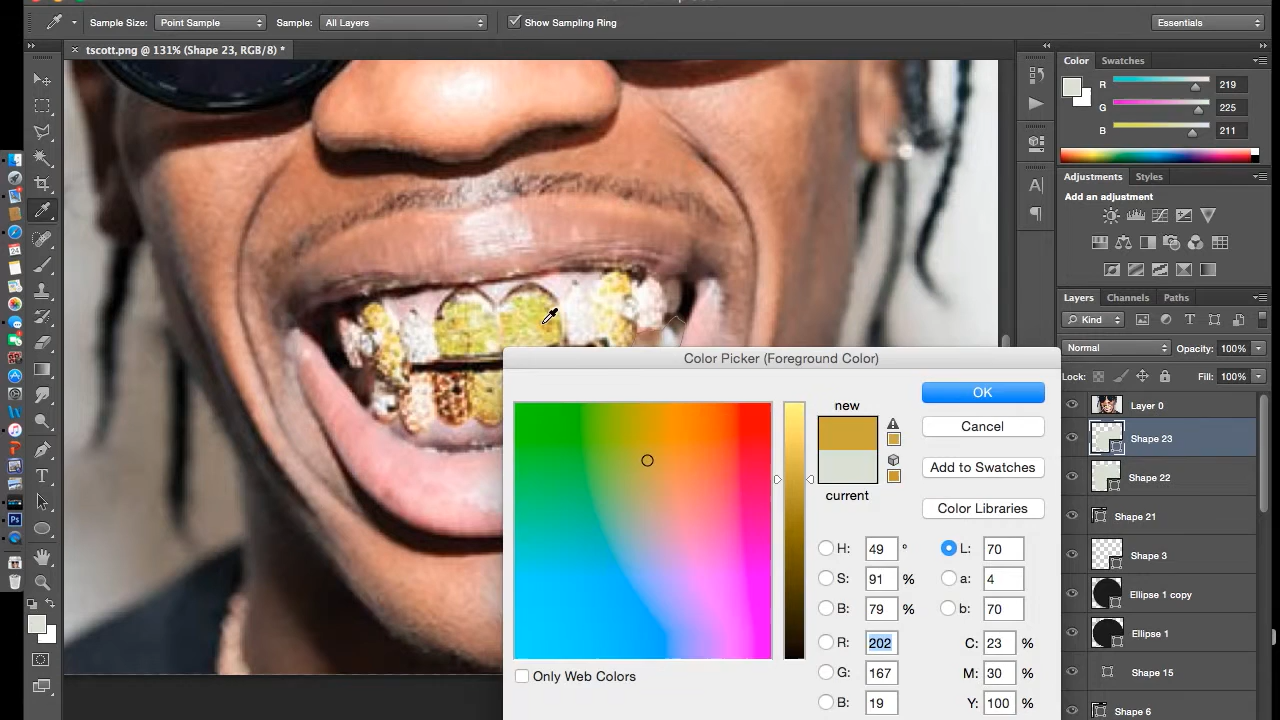 Sample Size: Point Sample Sample: All Layers Show Sampling Ring Essentials
tscott.png @ 131% (Shape 23, RGB/8) *
Color Swatches
R 219
G 225
B 211
Adjustments Styles
Add an adjustment
Layers Channels Paths
Kind T
Normal Opacity: 100%
Lock: Fill: 100%
Layer 0
Shape 23
Shape 22
Shape 21
Shape 3
Ellipse 1 copy
Ellipse 1
Shape 15
Shape 6
A
T
Ps
Color Picker (Foreground Color)
new
current
OK
Cancel
Add to Swatches
Color Libraries
H: 49 ° L: 70
S: 91 % a: 4
B: 79 % b: 70
R: 202 C: 23 %
G: 167 M: 30 %
B: 19 Y: 100 %
Only Web Colors